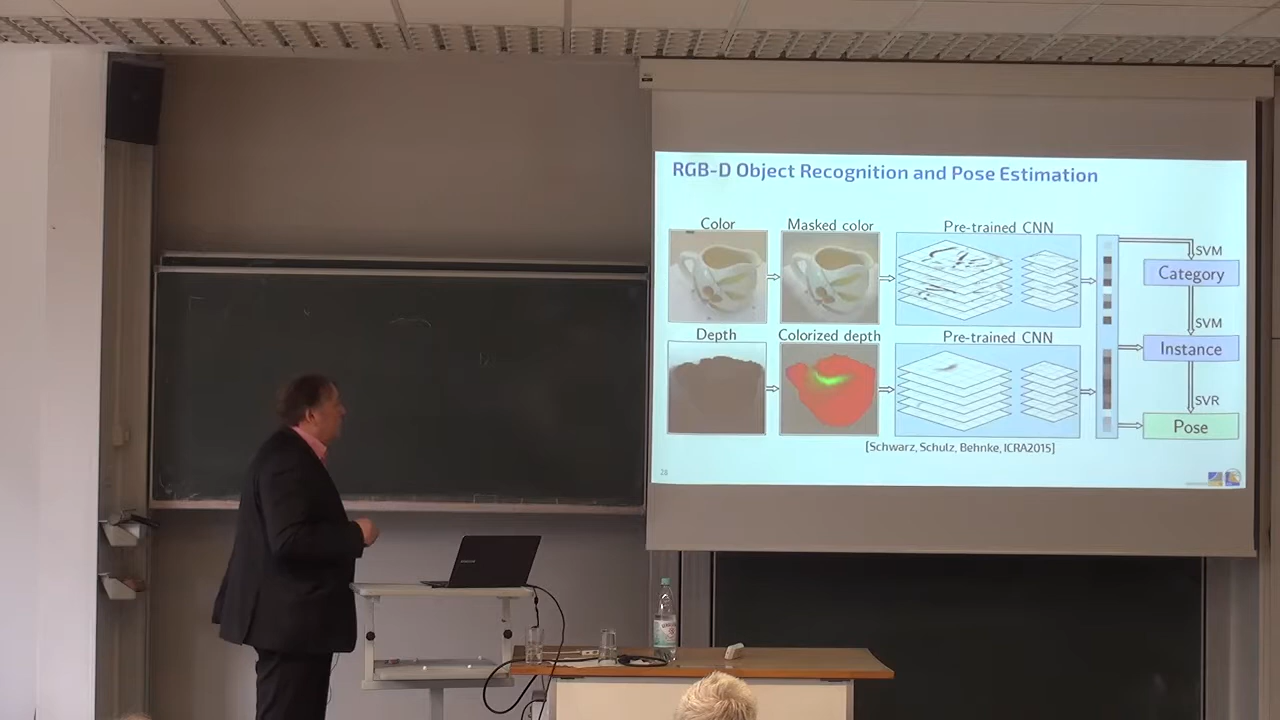 RGB-D Object Recognition and Pose Estimation
Color
Masked color
Pre-trained CNN
SVM
Category
SVM
Depth
Colorized depth
Pre-trained CNN
Instance
SVR
Pose
[Schwarz, Schulz, Behnke, ICRA2015]
28